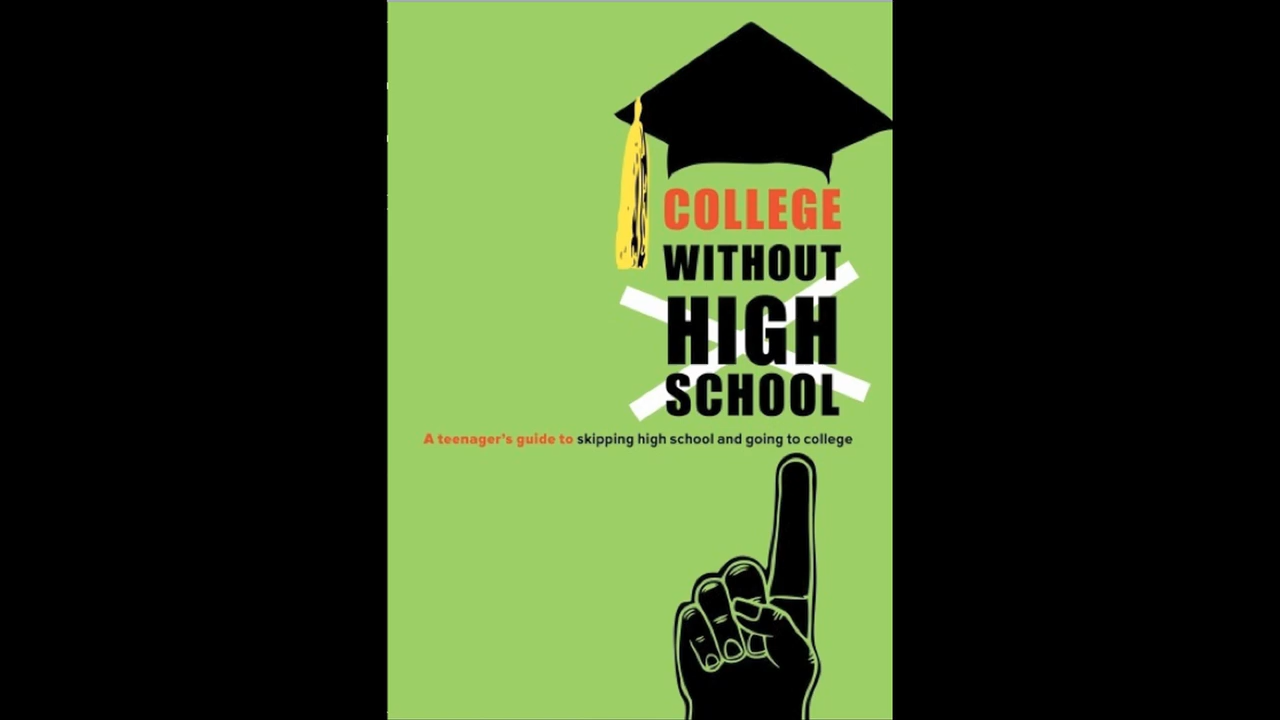 COLLEGE
WITHOUT
HIGH
SCHOOL
A teenager's guide to skipping high school and going to college